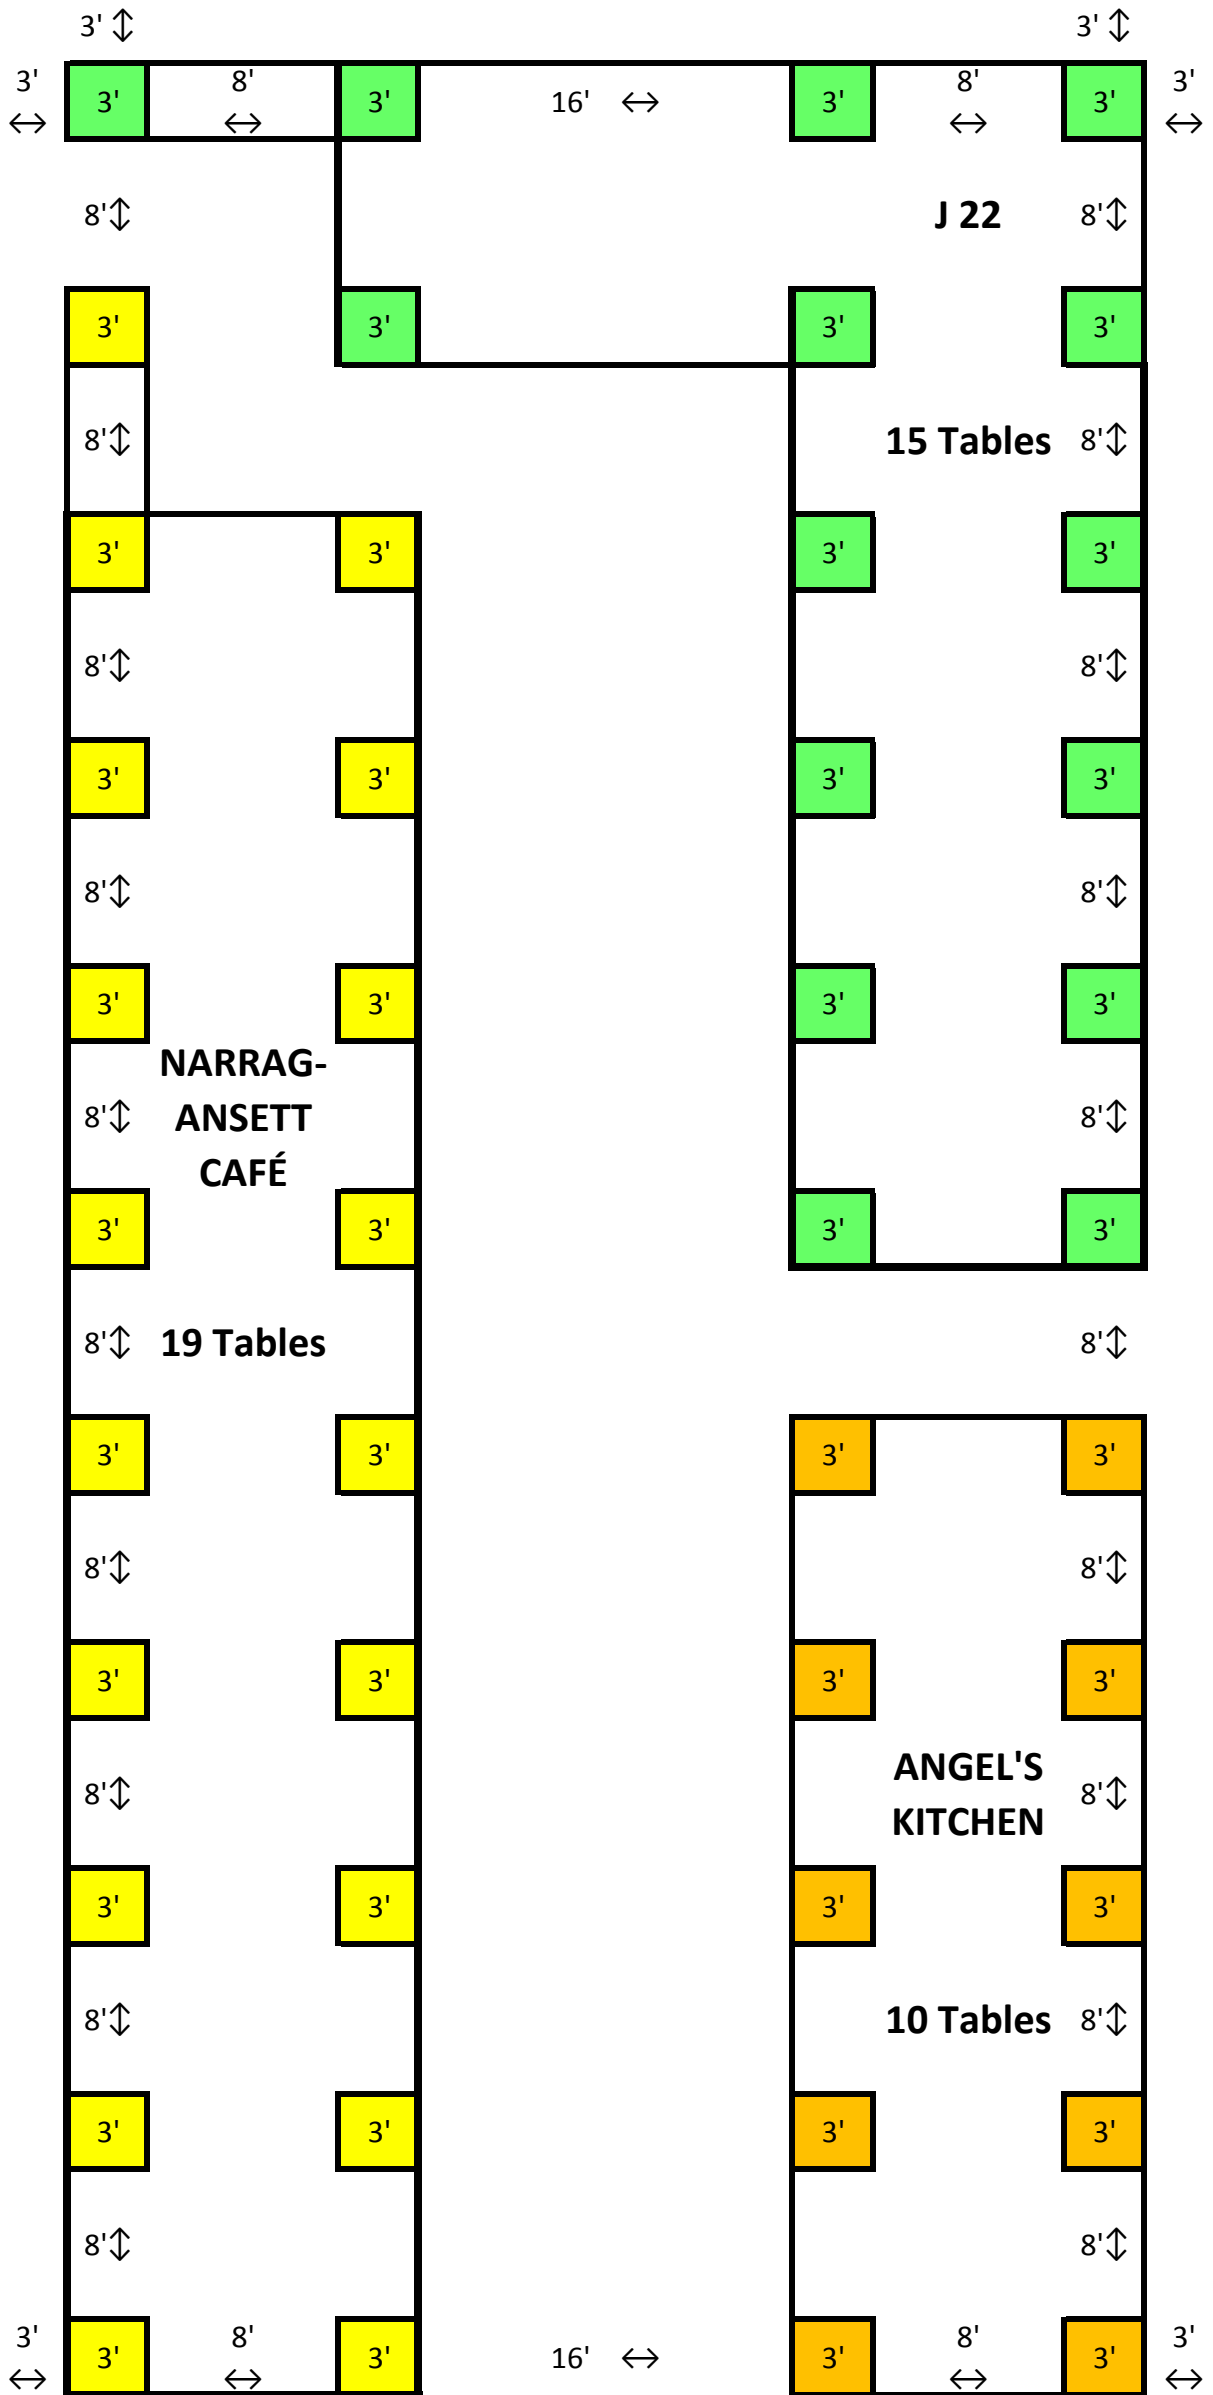 3' ↕ 3' ↕
3' 8' 8' 3'
3' 3' 16' ↔ 3' 3'
↔ ↔ ↔ ↔
8'↕ J 22 8'↕
3' 3' 3' 3'
8'↕ 15 Tables 8'↕
3' 3' 3' 3'
8'↕ 8'↕
3' 3' 3' 3'
8'↕ 8'↕
3' 3' 3' 3'
NARRAG-
8'↕ ANSETT 8'↕
CAFÉ
3' 3' 3' 3'
8'↕ 19 Tables 8'↕
3' 3' 3' 3'
8'↕ 8'↕
3' 3' 3' 3'
ANGEL'S
8'↕ 8'↕
KITCHEN
3' 3' 3' 3'
8'↕ 10 Tables 8'↕
3' 3' 3' 3'
8'↕ 8'↕
3' 8' 8' 3'
3' 3' 16' ↔ 3' 3'
↔ ↔ ↔ ↔